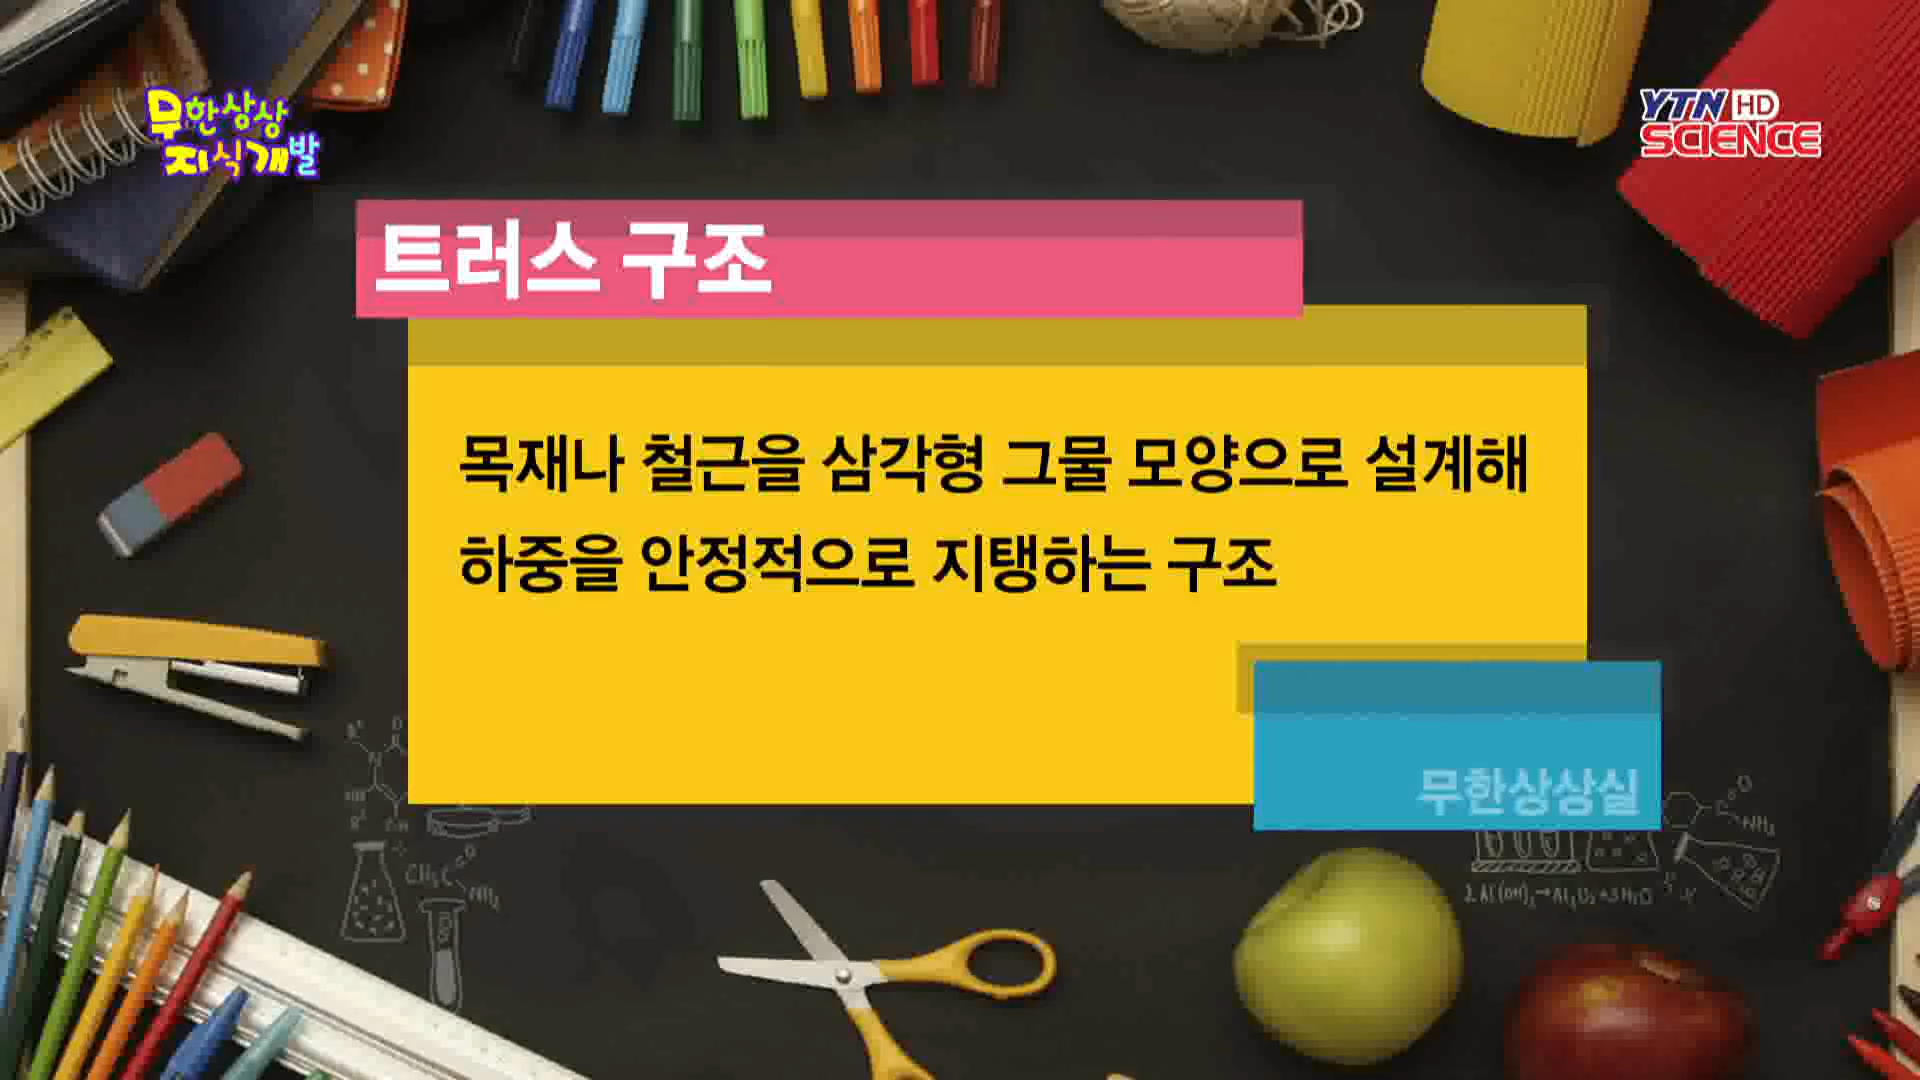 무한상상
지식개발
YTN HD
SCIENCE
트러스 구조
목재나 철근을 삼각형 그물 모양으로 설계해
하중을 안정적으로 지탱하는 구조
무한상상실